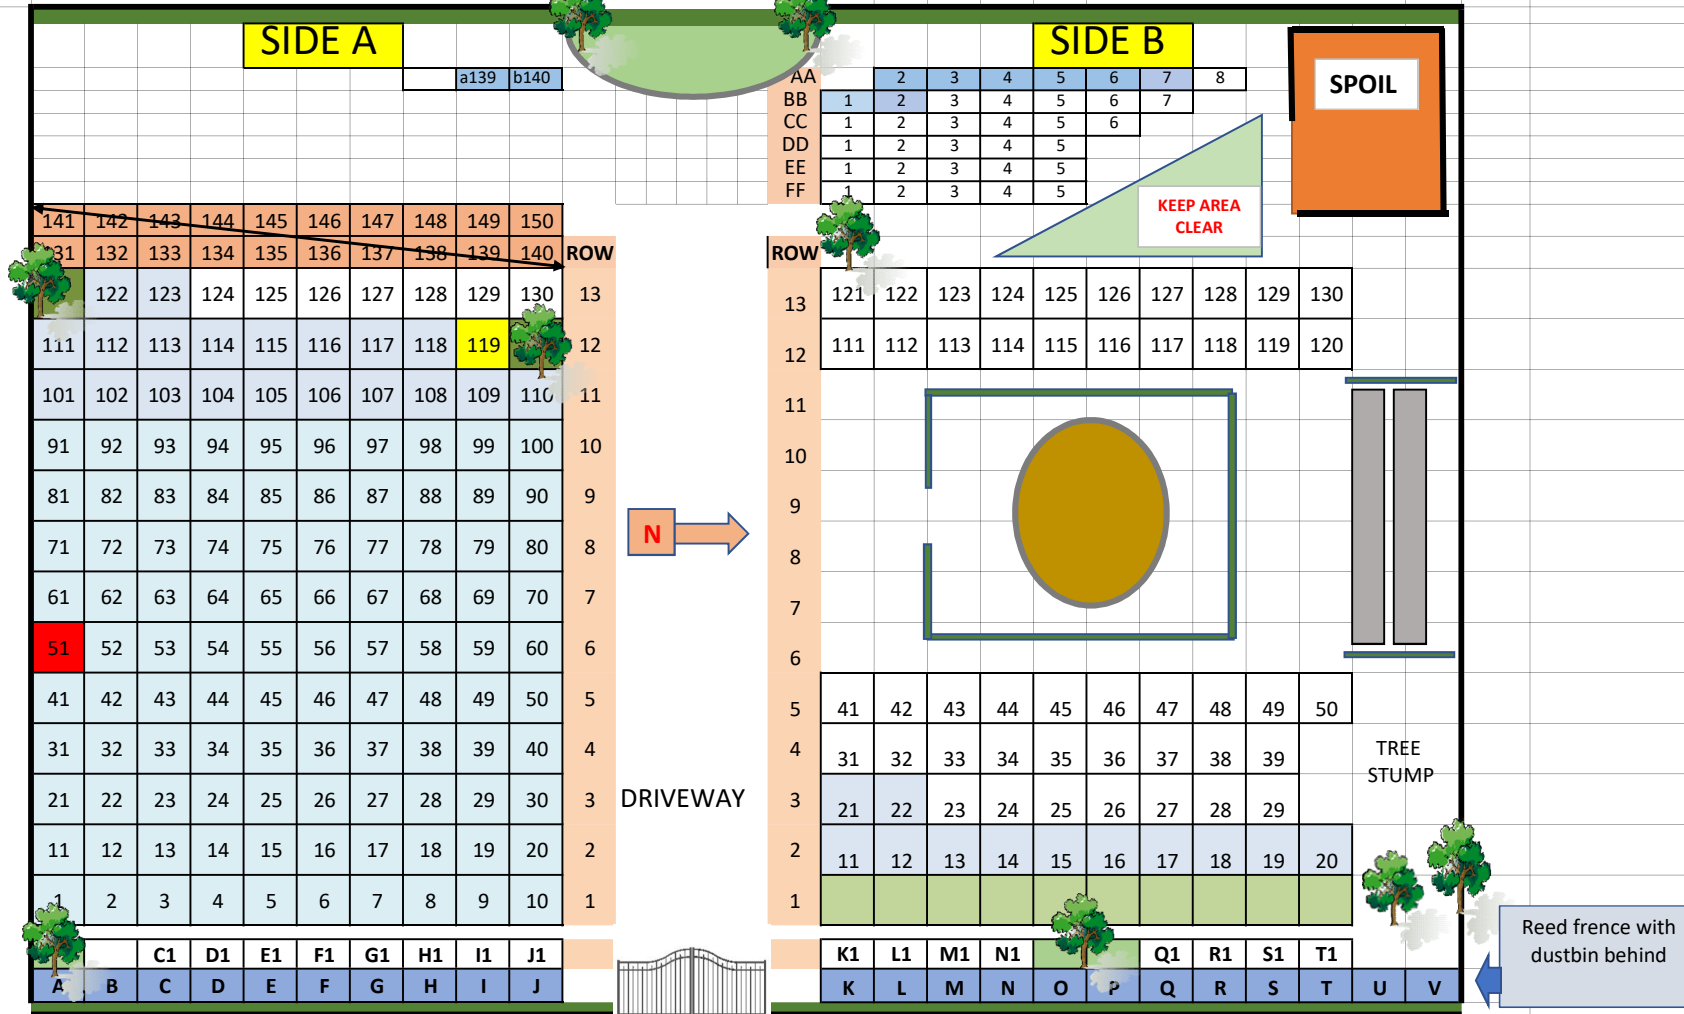 SIDE A SIDE B
a139 b140 AA 2 3 4 5 6 7 8 SPOIL
BB 1 2 3 4 5 6 7
CC 1 2 3 4 5 6
DD 1 2 3 4 5
EE 1 2 3 4 5
FF 1 2 3 4 5
KEEP AREA
CLEAR
141 142 143 144 145 146 147 148 149 150
131 132 133 134 135 136 137 138 139 140 ROW ROW
122 123 124 125 126 127 128 129 130 13 13 121 122 123 124 125 126 127 128 129 130
111 112 113 114 115 116 117 118 119 12 12 111 112 113 114 115 116 117 118 119 120
101 102 103 104 105 106 107 108 109 110 11 11
91 92 93 94 95 96 97 98 99 100 10 10
81 82 83 84 85 86 87 88 89 90 9 9
N
71 72 73 74 75 76 77 78 79 80 8 8
61 62 63 64 65 66 67 68 69 70 7 7
51 52 53 54 55 56 57 58 59 60 6 6
41 42 43 44 45 46 47 48 49 50 5 5 41 42 43 44 45 46 47 48 49 50
31 32 33 34 35 36 37 38 39 40 4 4 31 32 33 34 35 36 37 38 39
TREE
STUMP
21 22 23 24 25 26 27 28 29 30 3 DRIVEWAY 3 21 22 23 24 25 26 27 28 29
11 12 13 14 15 16 17 18 19 20 2 2 11 12 13 14 15 16 17 18 19 20
1 2 3 4 5 6 7 8 9 10 1 1
Reed frence with
dustbin behind
C1 D1 E1 F1 G1 H1 I1 J1 K1 L1 M1 N1 Q1 R1 S1 T1
A B C D E F G H I J K L M N O P Q R S T U V